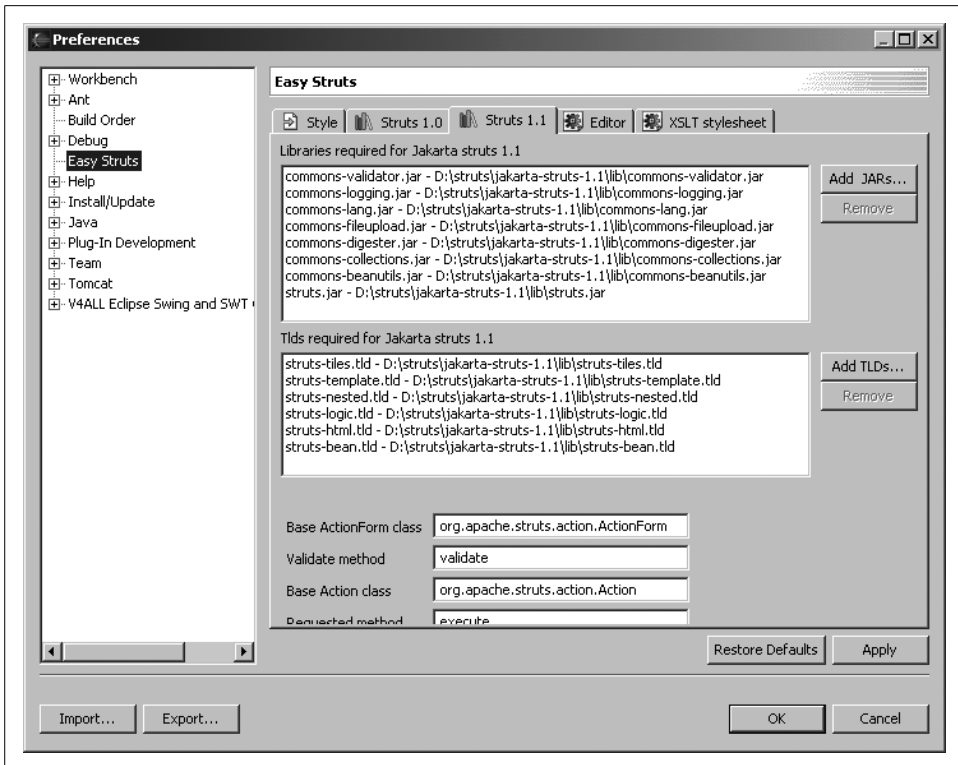 Preferences
Workbench
Ant
Build Order
Debug
Easy Struts
Help
Install/Update
Java
Plug-In Development
Team
Tomcat
V4ALL Eclipse Swing and SWT
Easy Struts
Style Struts 1.0 Struts 1.1 Editor XSLT stylesheet
Libraries required for Jakarta struts 1.1
commons-validator.jar - D:\struts\jakarta-struts-1.1\lib\commons-validator.jar
commons-logging.jar - D:\struts\jakarta-struts-1.1\lib\commons-logging.jar
commons-lang.jar - D:\struts\jakarta-struts-1.1\lib\commons-lang.jar
commons-fileupload.jar - D:\struts\jakarta-struts-1.1\lib\commons-fileupload.jar
commons-digester.jar - D:\struts\jakarta-struts-1.1\lib\commons-digester.jar
commons-collections.jar - D:\struts\jakarta-struts-1.1\lib\commons-collections.jar
commons-beanutils.jar - D:\struts\jakarta-struts-1.1\lib\commons-beanutils.jar
struts.jar - D:\struts\jakarta-struts-1.1\lib\struts.jar
Add JARs...
Remove
Tlds required for Jakarta struts 1.1
struts-tiles.tld - D:\struts\jakarta-struts-1.1\lib\struts-tiles.tld
struts-template.tld - D:\struts\jakarta-struts-1.1\lib\struts-template.tld
struts-nested.tld - D:\struts\jakarta-struts-1.1\lib\struts-nested.tld
struts-logic.tld - D:\struts\jakarta-struts-1.1\lib\struts-logic.tld
struts-html.tld - D:\struts\jakarta-struts-1.1\lib\struts-html.tld
struts-bean.tld - D:\struts\jakarta-struts-1.1\lib\struts-bean.tld
Add TLDs...
Remove
Base ActionForm class org.apache.struts.action.ActionForm
Validate method validate
Base Action class org.apache.struts.action.Action
Requested method execute
Restore Defaults Apply
Import... Export... OK Cancel